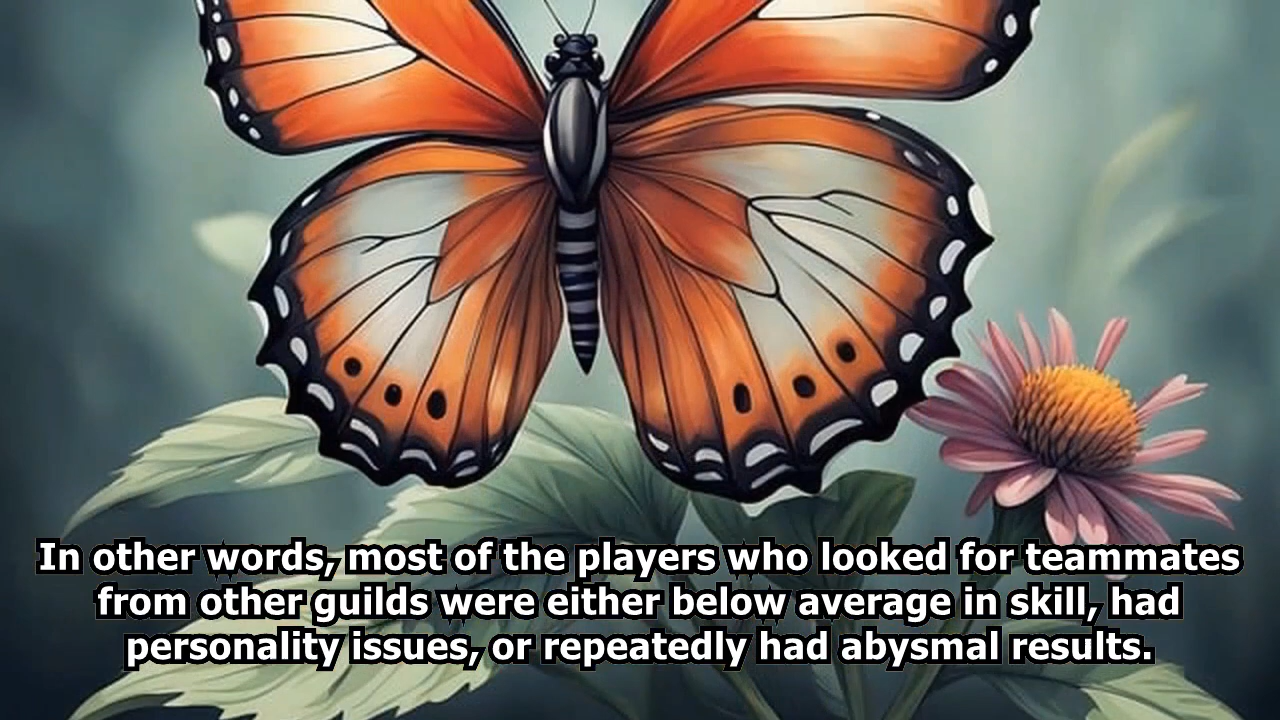 In other words, most of the players who looked for teammates
from other guilds were either below average in skill, had
personality issues, or repeatedly had abysmal results.